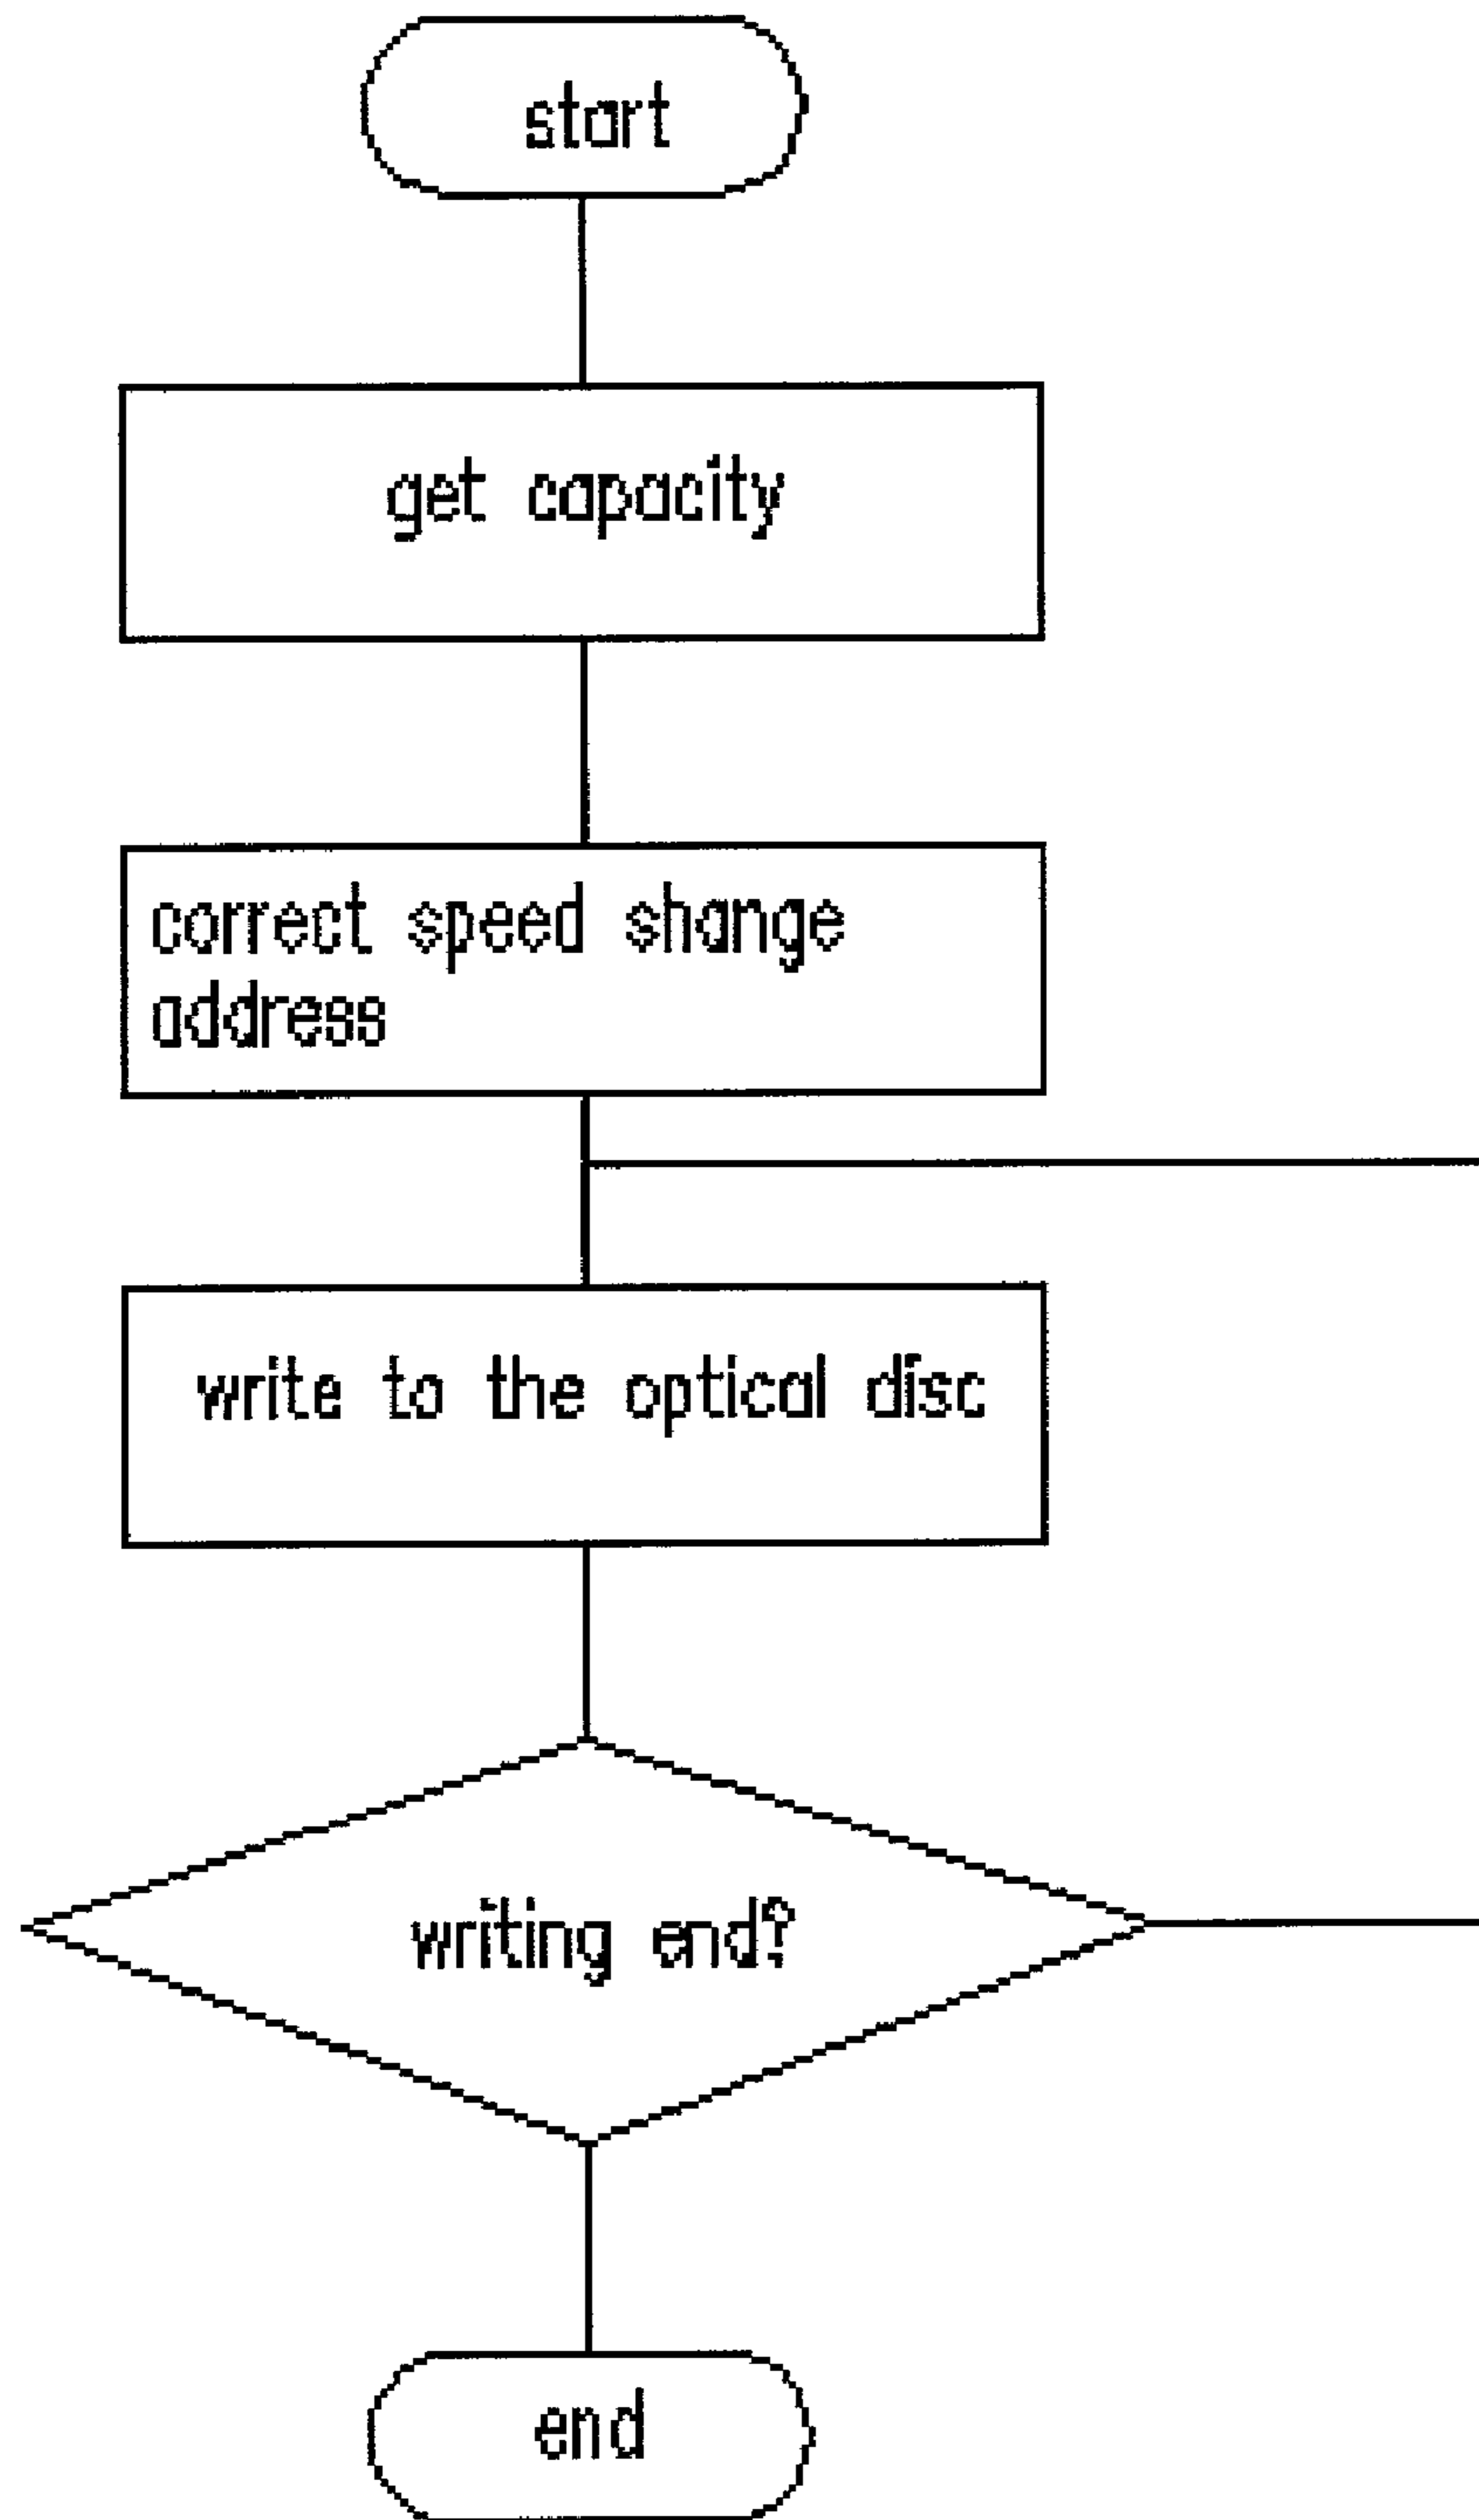 start
get capacity
correct speed shange
address
write to the optical disc
writing end?
end